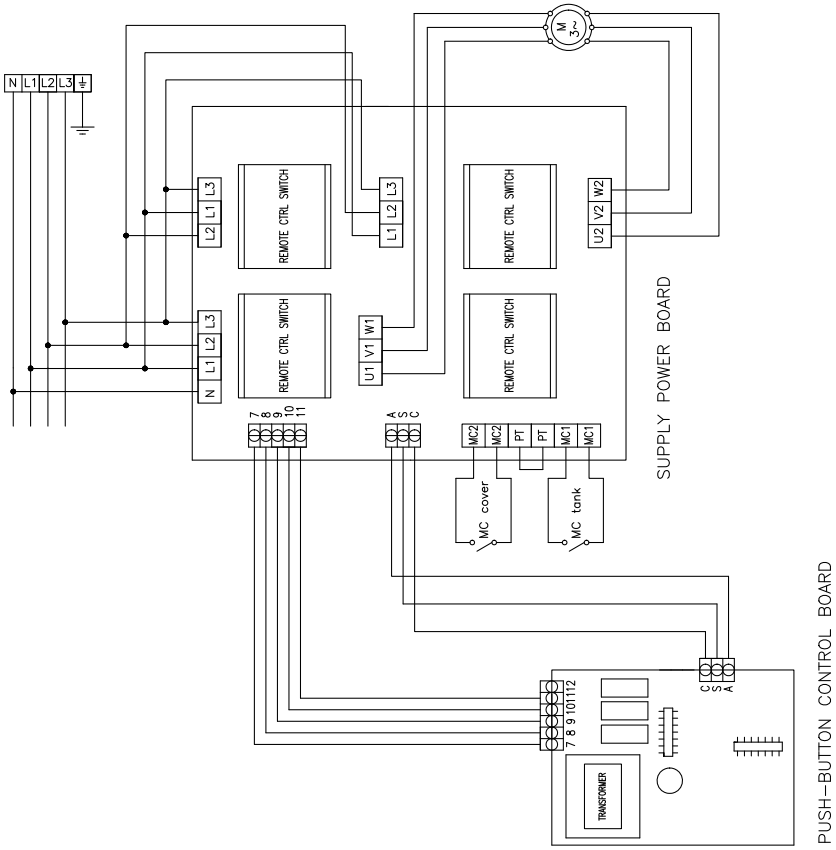 N L1 L2 L3
M
3~
L2 L1 L3
REMOTE CTRL SWITCH
L1 L2 L3
REMOTE CTRL SWITCH
U2 V2 W2
N L1 L2 L3
REMOTE CTRL SWITCH
U1 V1 W1
REMOTE CTRL SWITCH
SUPPLY POWER BOARD
7
8
9
10
11
A
S
C
MC2
MC2
PT
PT
MC1
MC1
MC cover
MC tank
PUSH-BUTTON CONTROL BOARD
C
S
A
7 8 9 10 11 12
TRANSFORMER